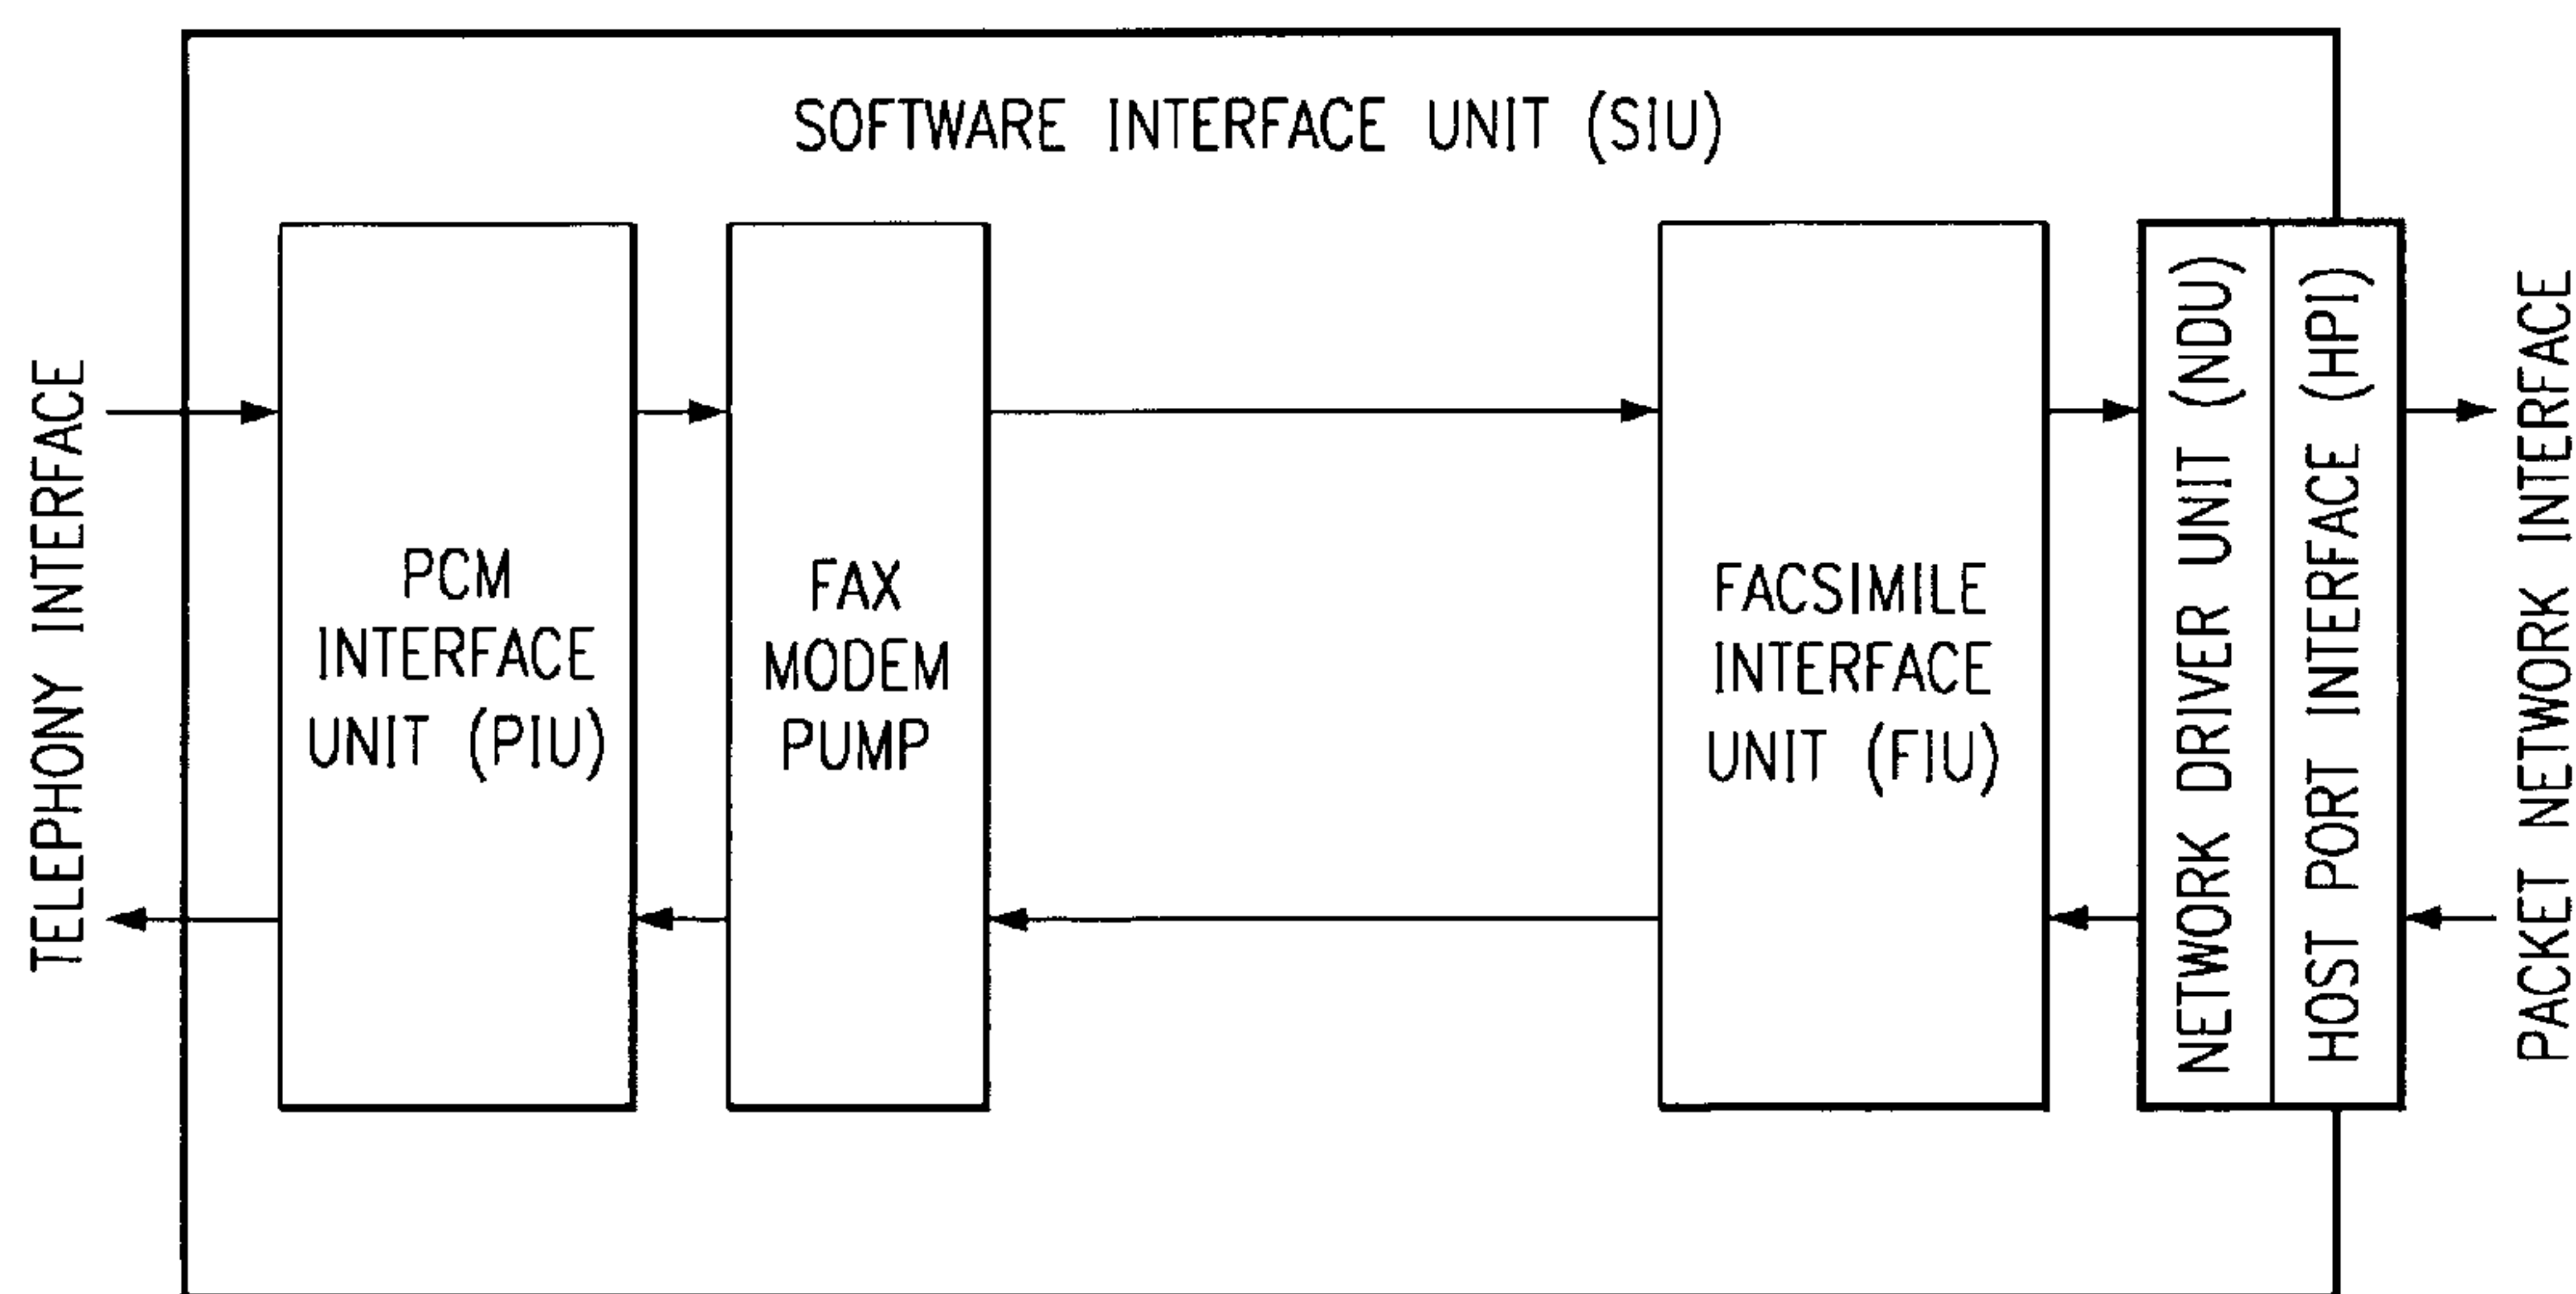 SOFTWARE INTERFACE UNIT (SIU)
TELEPHONY INTERFACE
PCM
INTERFACE
UNIT (PIU)
FAX
MODEM
PUMP
FACSIMILE
INTERFACE
UNIT (FIU)
NETWORK DRIVER UNIT (NDU)
HOST PORT INTERFACE (HPI)
PACKET NETWORK INTERFACE